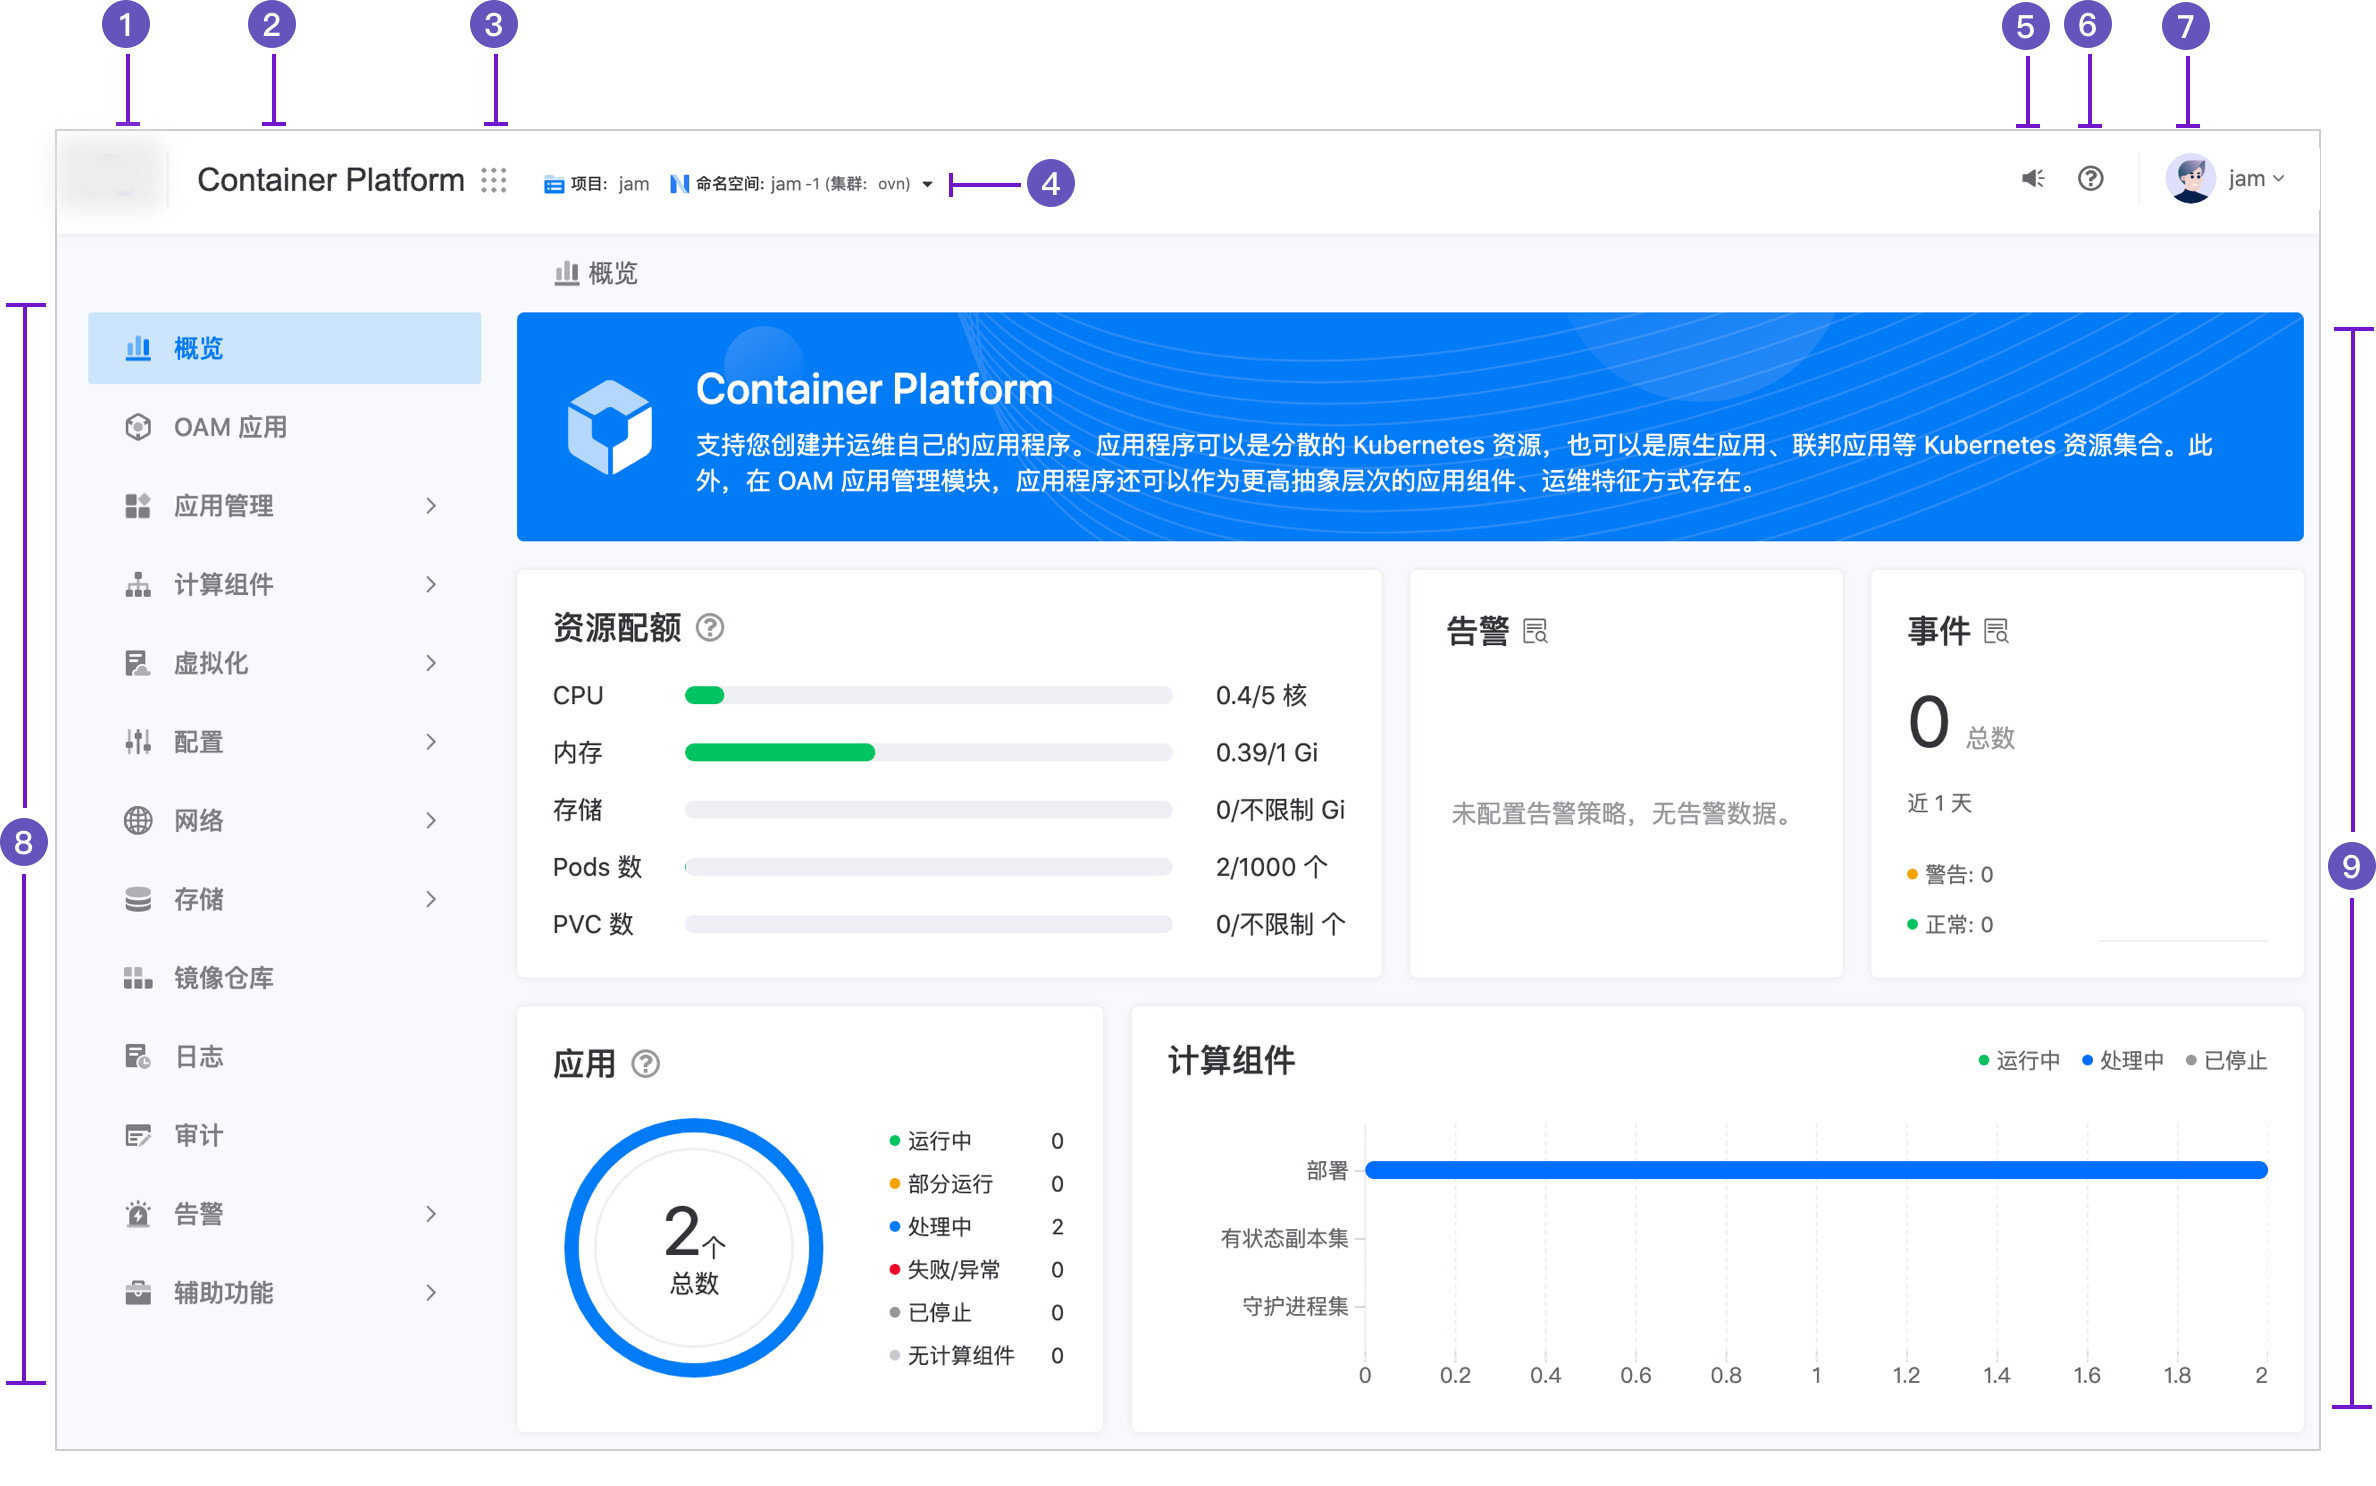 1
2
3
5
6
7
Container Platform
项目: jam
命名空间: jam -1 (集群: ovn)
4
jam
概览
8
概览
OAM 应用
应用管理
计算组件
虚拟化
配置
网络
存储
镜像仓库
日志
审计
告警
辅助功能
9
Container Platform
支持您创建并运维自己的应用程序。应用程序可以是分散的 Kubernetes 资源，也可以是原生应用、联邦应用等 Kubernetes 资源集合。此
外，在 OAM 应用管理模块，应用程序还可以作为更高抽象层次的应用组件、运维特征方式存在。
资源配额
CPU 0.4/5 核
内存 0.39/1 Gi
存储 0/不限制 Gi
Pods 数 2/1000 个
PVC 数 0/不限制 个
告警
未配置告警策略，无告警数据。
事件
0 总数
近 1 天
警告: 0
正常: 0
应用
2个
总数
运行中 0
部分运行 0
处理中 2
失败/异常 0
已停止 0
无计算组件 0
计算组件
运行中 处理中 已停止
部署
有状态副本集
守护进程集
0 0.2 0.4 0.6 0.8 1 1.2 1.4 1.6 1.8 2